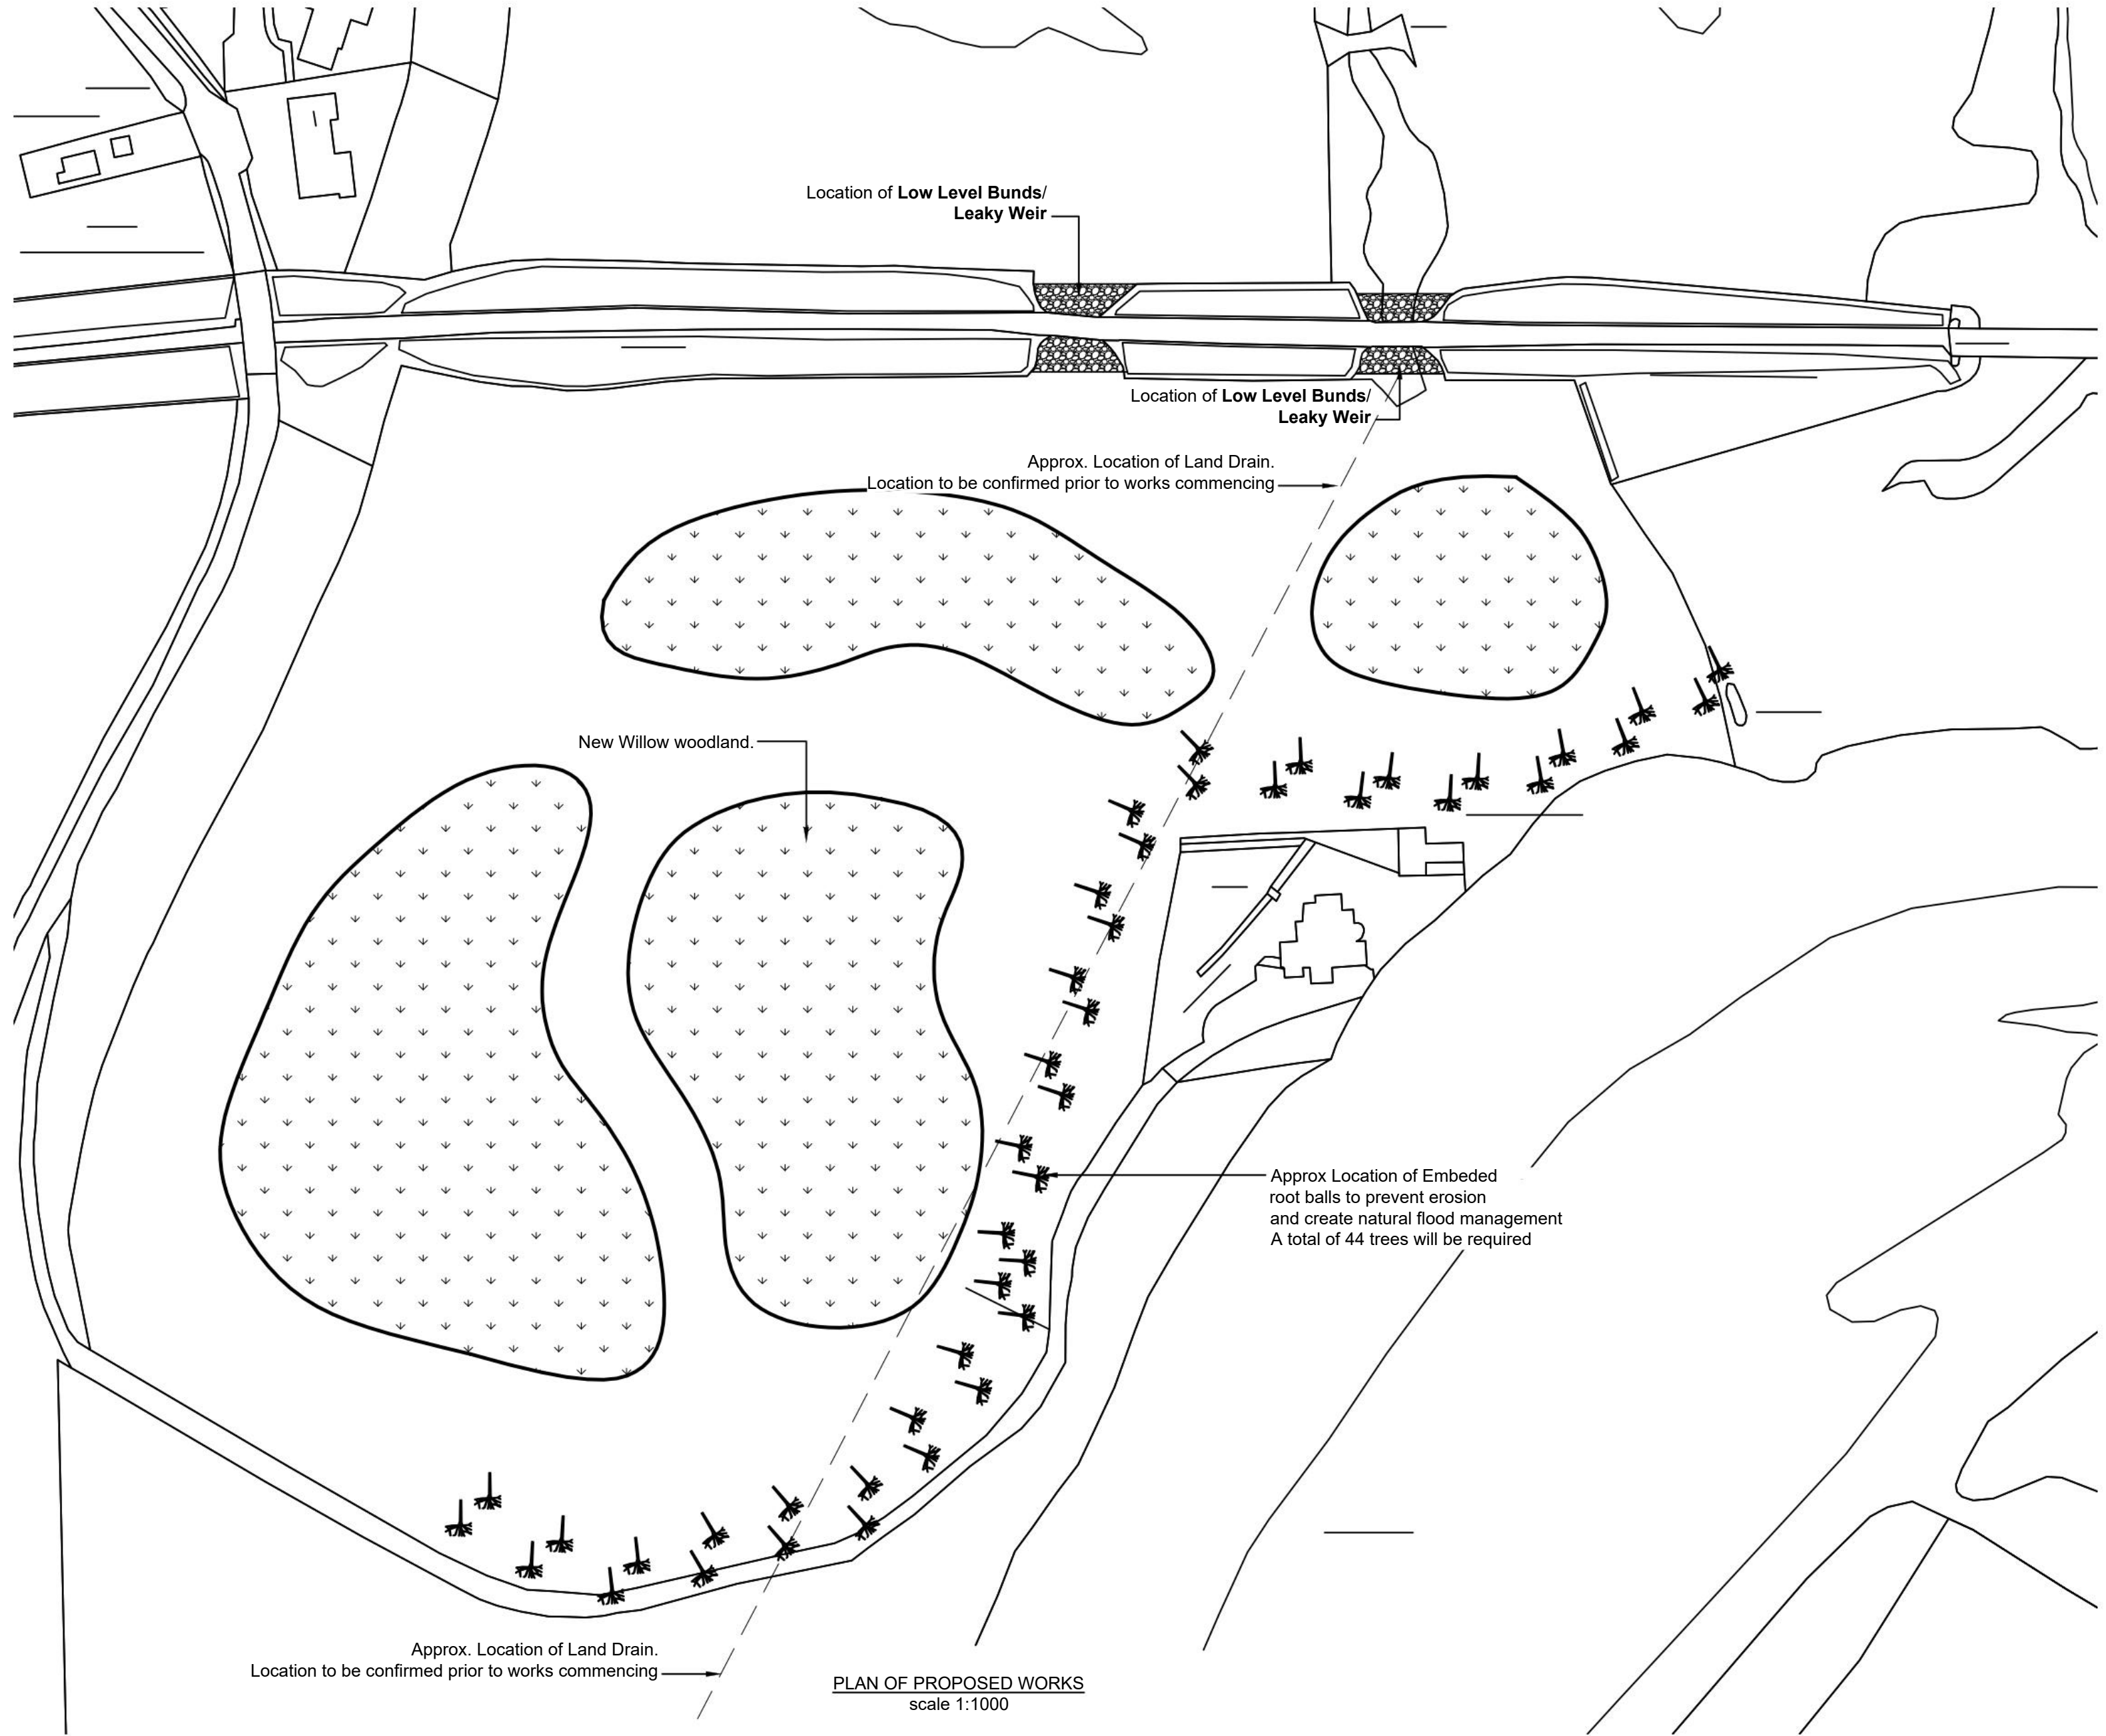 Location of Low Level Bunds/
Leaky Weir
Location of Low Level Bunds/
Leaky Weir
Approx. Location of Land Drain.
Location to be confirmed prior to works commencing
New Willow woodland.
Approx Location of Embeded
root balls to prevent erosion
and create natural flood management
A total of 44 trees will be required
Approx. Location of Land Drain.
Location to be confirmed prior to works commencing
PLAN OF PROPOSED WORKS
scale 1:1000